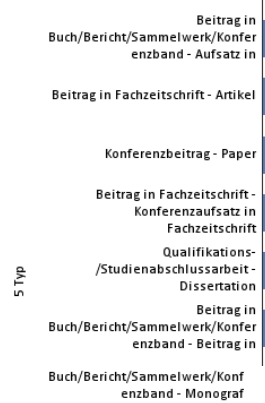 Beitrag in
Buch/Bericht/Sammelwerk/Konfer
enzband - Aufsatz in
Beitrag in Fachzeitschrift - Artikel
Konferenzbeitrag - Paper
Beitrag in Fachzeitschrift -
Konferenzaufsatz in
Fachzeitschrift
Qualifikations-
/Studienabschlussarbeit -
Dissertation
5 Typ
Beitrag in
Buch/Bericht/Sammelwerk/Konfer
enzband - Beitrag in
Buch/Bericht/Sammelwerk/Konf
enzband - Monograf